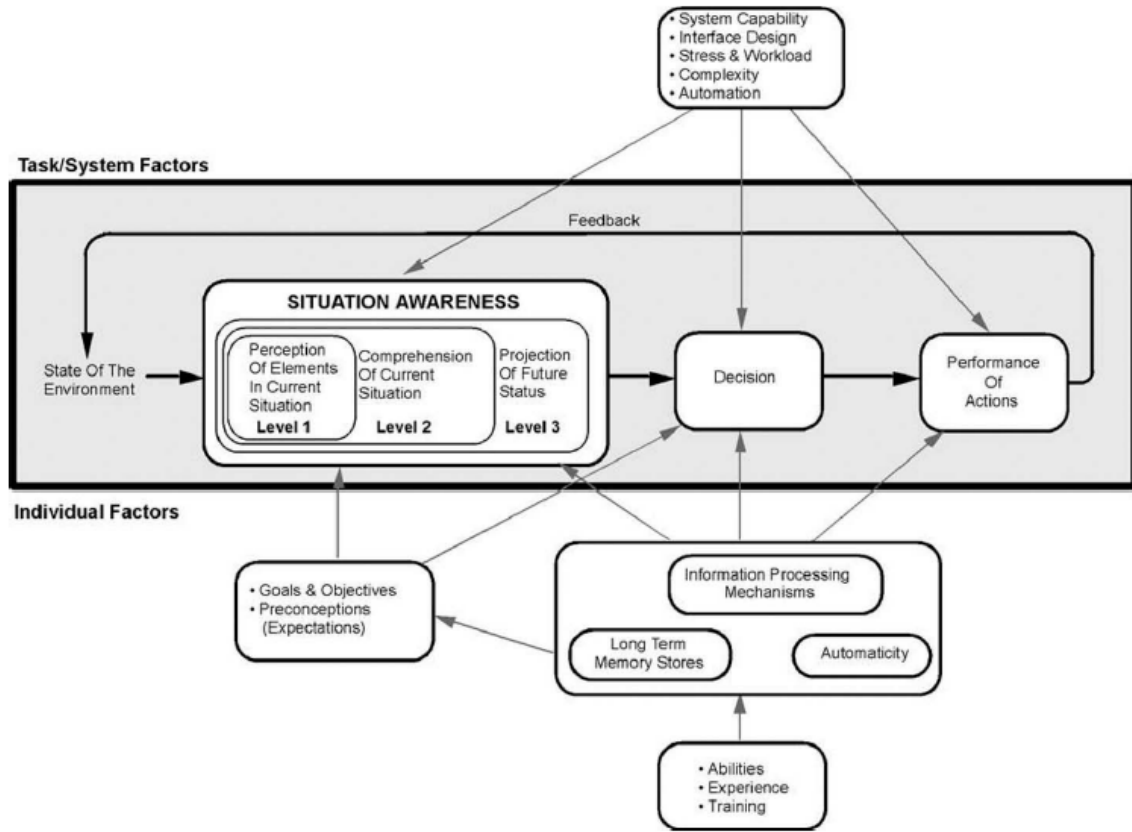 • System Capability
• Interface Design
• Stress & Workload
• Complexity
• Automation
Task/System Factors
Feedback
SITUATION AWARENESS
State Of The
Environment
Perception
Of Elements
In Current
Situation
Level 1
Comprehension
Of Current
Situation
Level 2
Projection
Of Future
Status
Level 3
Decision
Performance
Of
Actions
Individual Factors
• Goals & Objectives
• Preconceptions
(Expectations)
Information Processing
Mechanisms
Long Term
Memory Stores
Automaticity
• Abilities
• Experience
• Training